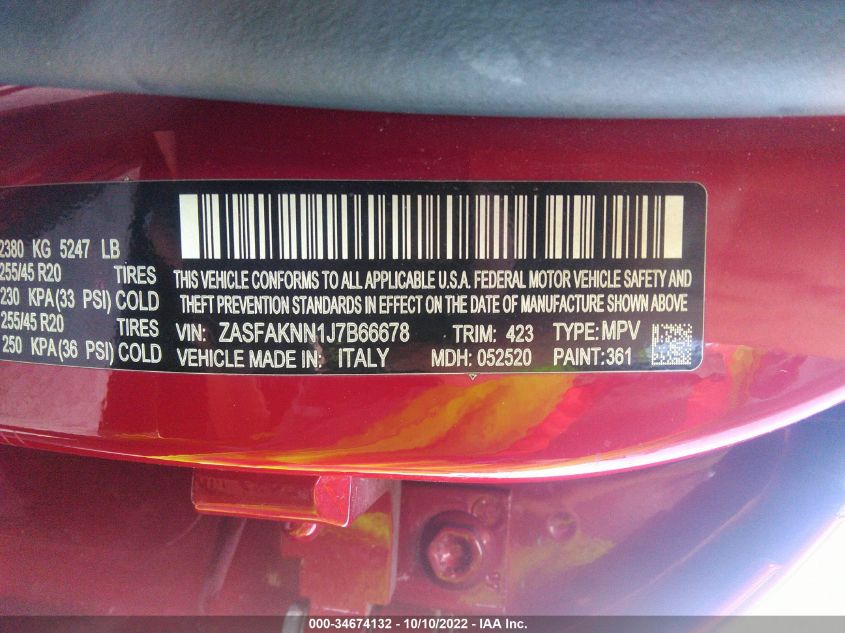 2380 KG 5247 LB
255/45 R20 TIRES
230 KPA(33 PSI) COLD
255/45 R20 TIRES
250 KPA(36 PSI) COLD
THIS VEHICLE CONFORMS TO ALL APPLICABLE U.S.A. FEDERAL MOTOR VEHICLE SAFETY AND
THEFT PREVENTION STANDARDS IN EFFECT ON THE DATE OF MANUFACTURE SHOWN ABOVE
VIN: ZASFAKNN1J7B66678 TRIM: 423 TYPE: MPV
VEHICLE MADE IN: ITALY MDH: 052520 PAINT: 361
000-34674132 - 10/10/2022 - IAA Inc.